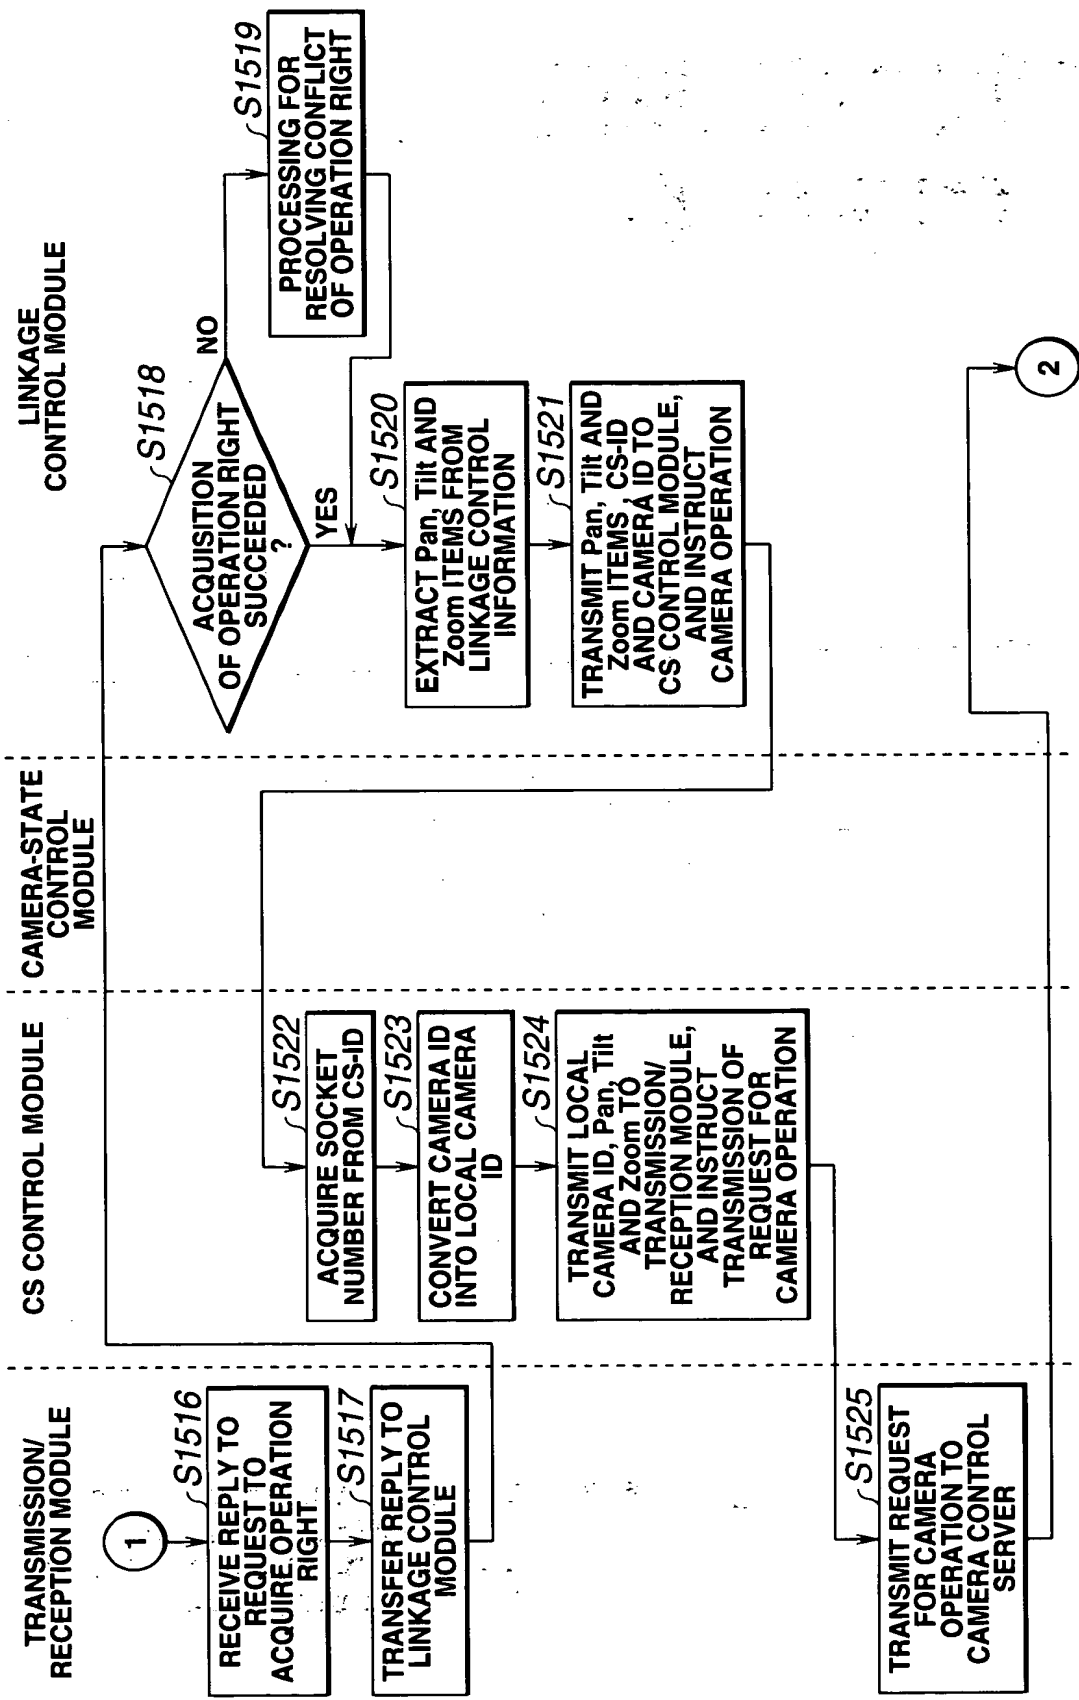 TRANSMISSION/
RECEPTION MODULE
CS CONTROL MODULE
CAMERA-STATE
CONTROL
MODULE
LINKAGE
CONTROL MODULE
1
S1516
RECEIVE REPLY TO
REQUEST TO
ACQUIRE OPERATION
RIGHT
S1517
TRANSFER REPLY TO
LINKAGE CONTROL
MODULE
S1518
ACQUISITION
OF OPERATION RIGHT
SUCCEEDED
?
NO
YES
S1519
PROCESSING FOR
RESOLVING CONFLICT
OF OPERATION RIGHT
S1520
EXTRACT Pan, Tilt AND
Zoom ITEMS FROM
LINKAGE CONTROL
INFORMATION
S1521
TRANSMIT Pan, Tilt AND
Zoom ITEMS , CS-ID
AND CAMERA ID TO
CS CONTROL MODULE,
AND INSTRUCT
CAMERA OPERATION
S1522
ACQUIRE SOCKET
NUMBER FROM CS-ID
S1523
CONVERT CAMERA ID
INTO LOCAL CAMERA
ID
S1524
TRANSMIT LOCAL
CAMERA ID, Pan, Tilt
AND Zoom TO
TRANSMISSION/
RECEPTION MODULE,
AND INSTRUCT
TRANSMISSION OF
REQUEST FOR
CAMERA OPERATION
S1525
TRANSMIT REQUEST
FOR CAMERA
OPERATION TO
CAMERA CONTROL
SERVER
2